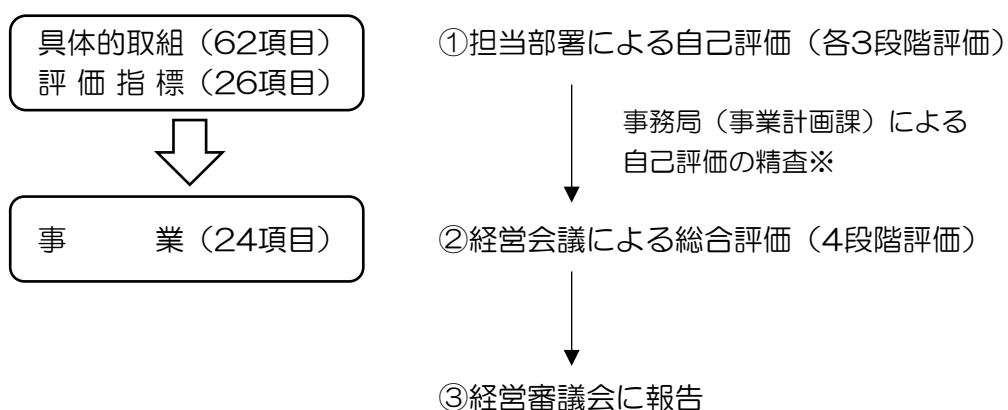 具体的取組（62項目）
評 価 指 標（26項目）
事　　　業（24項目）
①担当部署による自己評価（各3段階評価）
事務局（事業計画課）による
自己評価の精査※
②経営会議による総合評価（4段階評価）
③経営審議会に報告